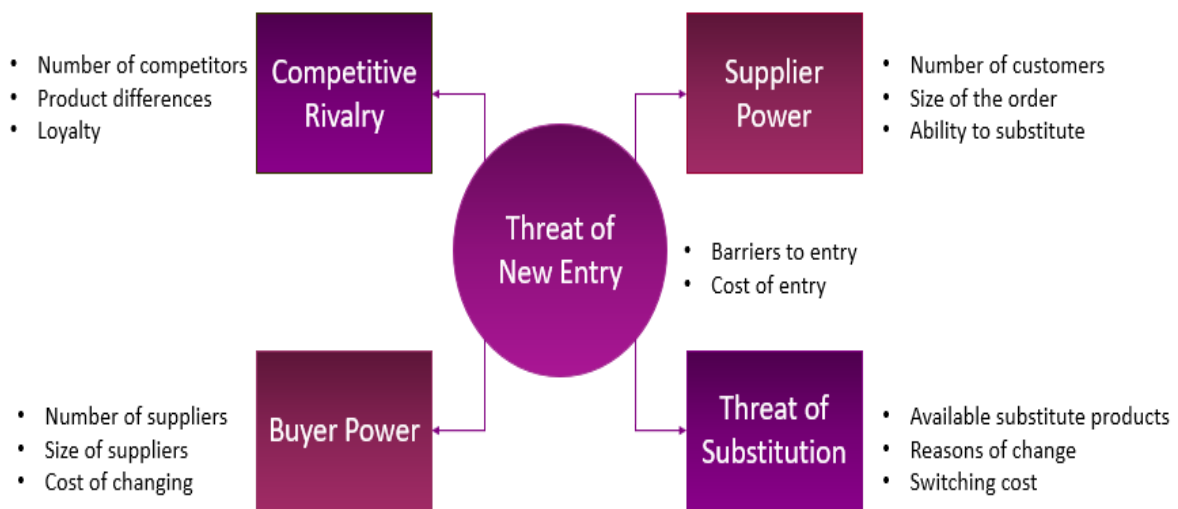 • Number of competitors
• Product differences
• Loyalty
Competitive
Rivalry
Supplier
Power
• Number of customers
• Size of the order
• Ability to substitute
Threat of
New Entry
• Barriers to entry
• Cost of entry
• Number of suppliers
• Size of suppliers
• Cost of changing
Buyer Power
Threat of
Substitution
• Available substitute products
• Reasons of change
• Switching cost